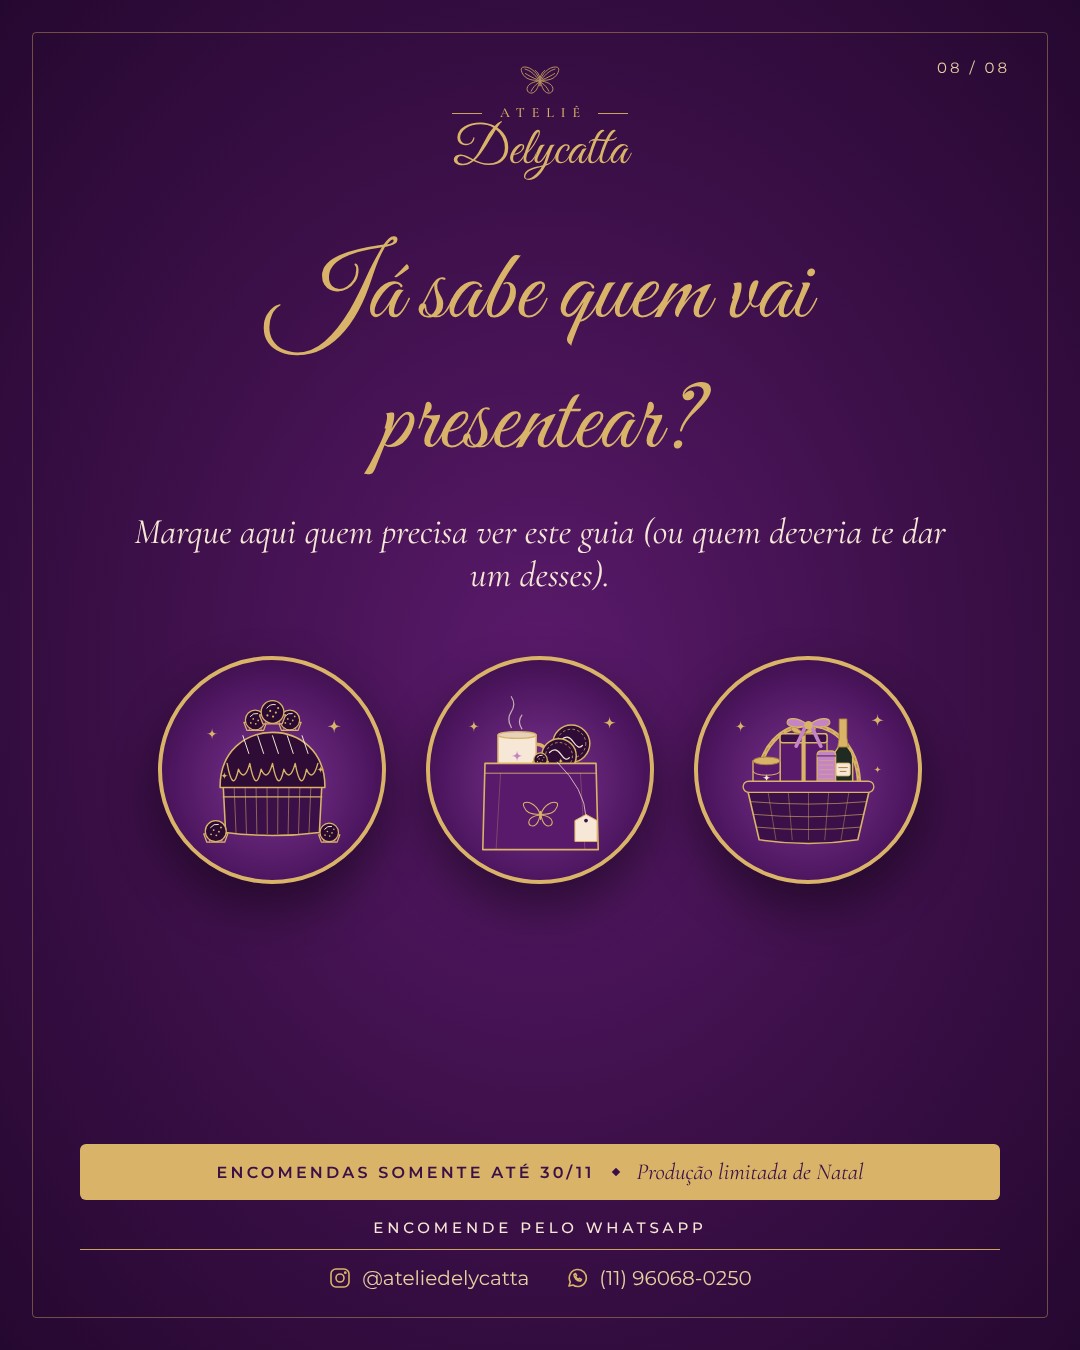 08 / 08
ATELIÊ
Delycatta
Já sabe quem vai
presentear?
Marque aqui quem precisa ver este guia (ou quem deveria te dar
um desses).
ENCOMENDAS SOMENTE ATÉ 30/11 ◆ Produção limitada de Natal
ENCOMENDE PELO WHATSAPP
@ateliedelycatta (11) 96068-0250